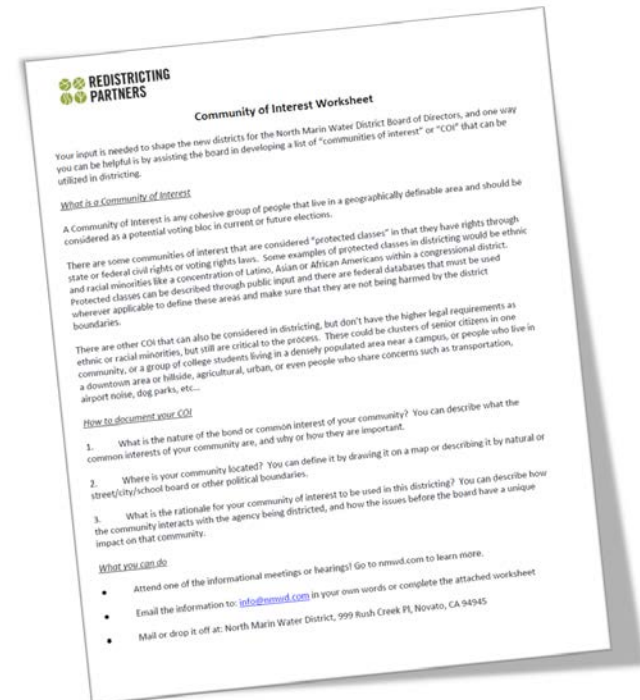 REDISTRICTING
PARTNERS
Community of Interest Worksheet
Your input is needed to shape the new districts for the North Marin Water District Board of Directors, and one way
you can be helpful is by assisting the board in developing a list of "communities of interest" or "COI" that can be
utilized in districting.
What is a Community of Interest
A Community of Interest is any cohesive group of people that live in a geographically definable area and should be
considered as a potential voting bloc in current or future elections.
There are some communities of interest that are considered "protected classes" in that they have rights through
state or federal civil rights or voting rights laws. Some examples of protected classes in districting would be ethnic
and racial minorities like a concentration of Latino, Asian or African Americans within a congressional district.
Protected classes can be described through public input and there are federal databases that must be used
wherever applicable to define these areas and make sure that they are not being harmed by the district
boundaries.
There are other COI that can also be considered in districting, but don't have the higher legal requirements as
ethnic or racial minorities, but still are critical to the process. These could be clusters of senior citizens in one
community, or a group of college students living in a densely populated area near a campus, or people who live in
a downtown area or hillside, agricultural, urban, or even people who share concerns such as transportation,
airport noise, dog parks, etc...
How to document your COI
1. What is the nature of the bond or common interest of your community? You can describe what the
common interests of your community are, and why or how they are important.
2. Where is your community located? You can define it by drawing it on a map or describing it by natural or
street/city/school board or other political boundaries.
3. What is the rationale for your community of interest to be used in this districting? You can describe how
the community interacts with the agency being districted, and how the issues before the board have a unique
impact on that community.
What you can do
• Attend one of the informational meetings or hearings! Go to nmwd.com to learn more.
• Email the information to: info@nmwd.com in your own words or complete the attached worksheet
• Mail or drop it off at: North Marin Water District, 999 Rush Creek Pl, Novato, CA 94945